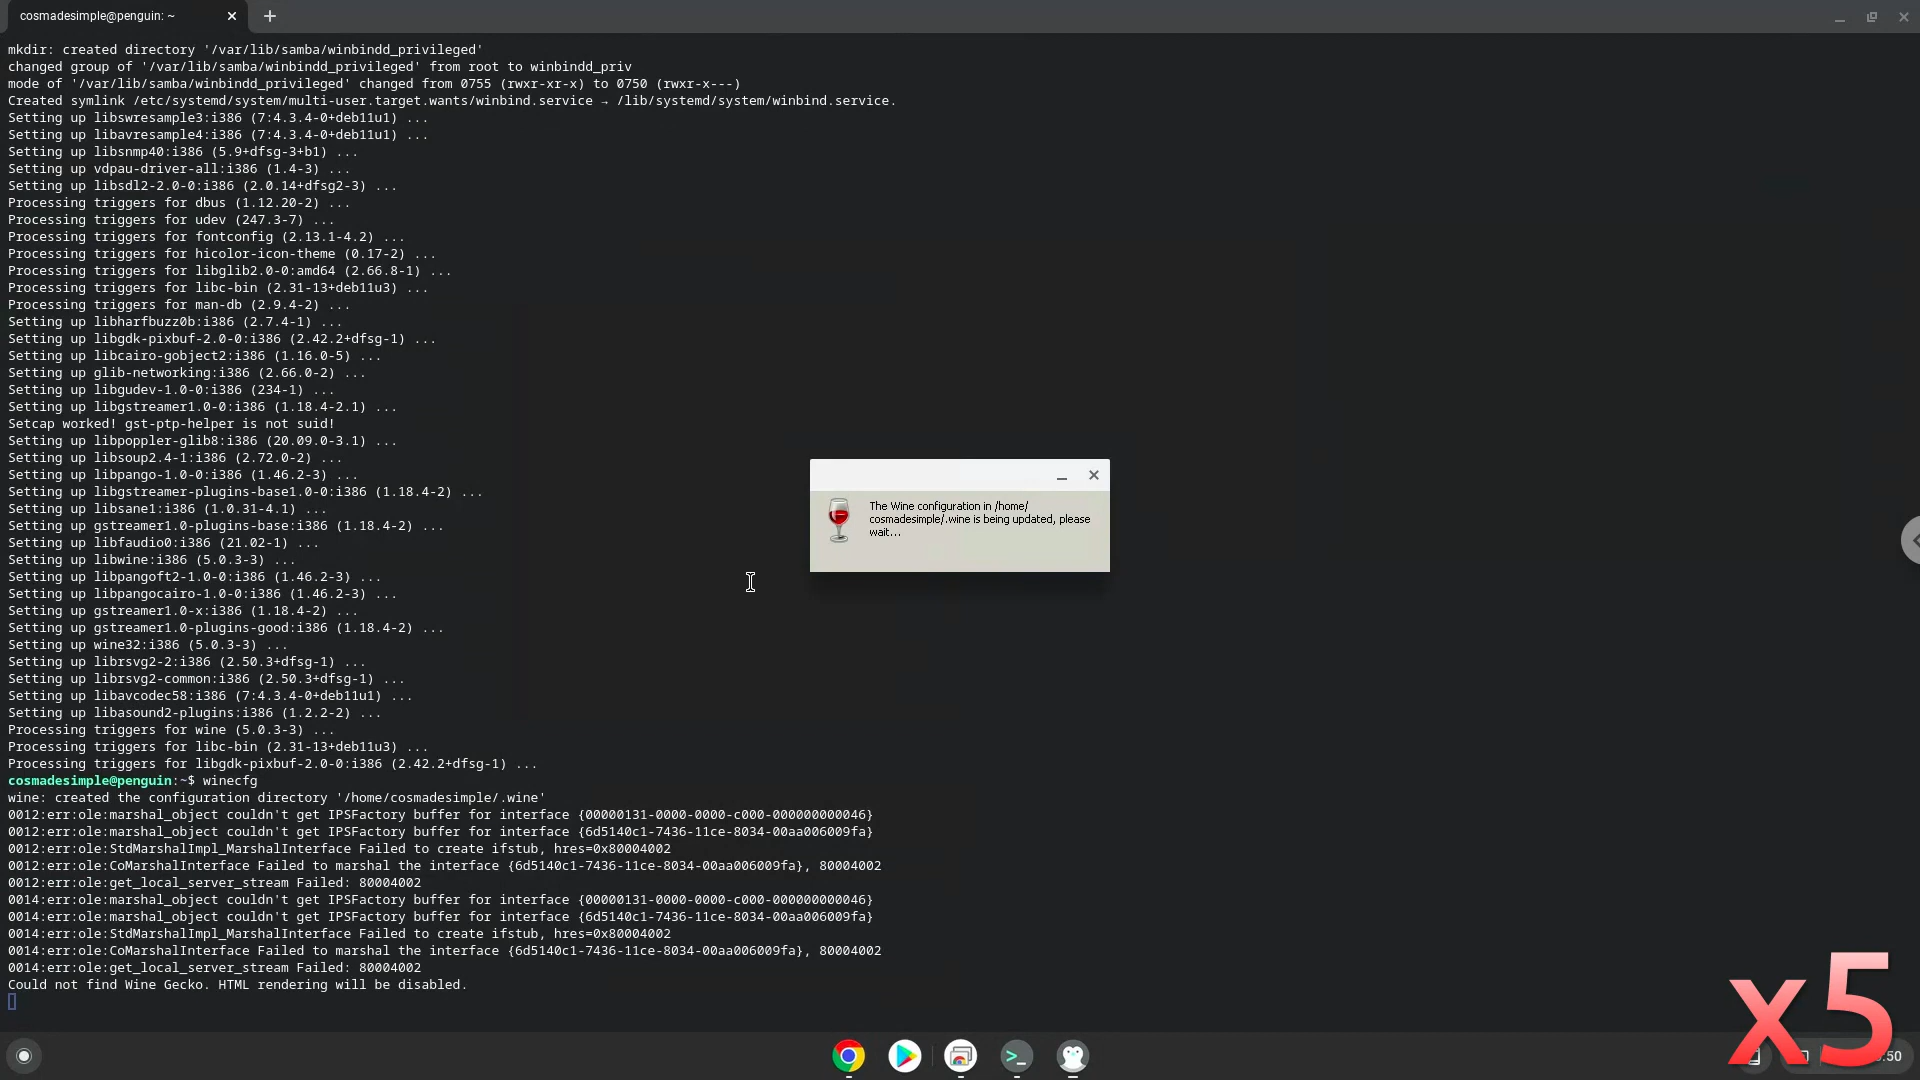 cosmadesimple@penguin: ~
mkdir: created directory '/var/lib/samba/winbindd_privileged'
changed group of '/var/lib/samba/winbindd_privileged' from root to winbindd_priv
mode of '/var/lib/samba/winbindd_privileged' changed from 0755 (rwxr-xr-x) to 0750 (rwxr-x---)
Created symlink /etc/systemd/system/multi-user.target.wants/winbind.service → /lib/systemd/system/winbind.service.
Setting up libswresample3:i386 (7:4.3.4-0+deb11u1) ...
Setting up libavresample4:i386 (7:4.3.4-0+deb11u1) ...
Setting up libsnmp40:i386 (5.9+dfsg-3+b1) ...
Setting up vdpau-driver-all:i386 (1.4-3) ...
Setting up libsdl2-2.0-0:i386 (2.0.14+dfsg2-3) ...
Processing triggers for dbus (1.12.20-2) ...
Processing triggers for udev (247.3-7) ...
Processing triggers for fontconfig (2.13.1-4.2) ...
Processing triggers for hicolor-icon-theme (0.17-2) ...
Processing triggers for libglib2.0-0:amd64 (2.66.8-1) ...
Processing triggers for libc-bin (2.31-13+deb11u3) ...
Processing triggers for man-db (2.9.4-2) ...
Setting up libharfbuzz0b:i386 (2.7.4-1) ...
Setting up libgdk-pixbuf-2.0-0:i386 (2.42.2+dfsg-1) ...
Setting up libcairo-gobject2:i386 (1.16.0-5) ...
Setting up glib-networking:i386 (2.66.0-2) ...
Setting up libgudev-1.0-0:i386 (234-1) ...
Setting up libgstreamer1.0-0:i386 (1.18.4-2.1) ...
Setcap worked! gst-ptp-helper is not suid!
Setting up libpoppler-glib8:i386 (20.09.0-3.1) ...
Setting up libsoup2.4-1:i386 (2.72.0-2) ...
Setting up libpango-1.0-0:i386 (1.46.2-3) ...
Setting up libgstreamer-plugins-base1.0-0:i386 (1.18.4-2) ...
Setting up libsane1:i386 (1.0.31-4.1) ...
Setting up gstreamer1.0-plugins-base:i386 (1.18.4-2) ...
Setting up libfaudio0:i386 (21.02-1) ...
Setting up libwine:i386 (5.0.3-3) ...
Setting up libpangoft2-1.0-0:i386 (1.46.2-3) ...
Setting up libpangocairo-1.0-0:i386 (1.46.2-3) ...
Setting up gstreamer1.0-x:i386 (1.18.4-2) ...
Setting up gstreamer1.0-plugins-good:i386 (1.18.4-2) ...
Setting up wine32:i386 (5.0.3-3) ...
Setting up librsvg2-2:i386 (2.50.3+dfsg-1) ...
Setting up librsvg2-common:i386 (2.50.3+dfsg-1) ...
Setting up libavcodec58:i386 (7:4.3.4-0+deb11u1) ...
Setting up libasound2-plugins:i386 (1.2.2-2) ...
Processing triggers for wine (5.0.3-3) ...
Processing triggers for libc-bin (2.31-13+deb11u3) ...
Processing triggers for libgdk-pixbuf-2.0-0:i386 (2.42.2+dfsg-1) ...
cosmadesimple@penguin:~$ winecfg
wine: created the configuration directory '/home/cosmadesimple/.wine'
0012:err:ole:marshal_object couldn't get IPSFactory buffer for interface {00000131-0000-0000-c000-000000000046}
0012:err:ole:marshal_object couldn't get IPSFactory buffer for interface {6d5140c1-7436-11ce-8034-00aa006009fa}
0012:err:ole:StdMarshalImpl_MarshalInterface Failed to create ifstub, hres=0x80004002
0012:err:ole:CoMarshalInterface Failed to marshal the interface {6d5140c1-7436-11ce-8034-00aa006009fa}, 80004002
0012:err:ole:get_local_server_stream Failed: 80004002
0014:err:ole:marshal_object couldn't get IPSFactory buffer for interface {00000131-0000-0000-c000-000000000046}
0014:err:ole:marshal_object couldn't get IPSFactory buffer for interface {6d5140c1-7436-11ce-8034-00aa006009fa}
0014:err:ole:StdMarshalImpl_MarshalInterface Failed to create ifstub, hres=0x80004002
0014:err:ole:CoMarshalInterface Failed to marshal the interface {6d5140c1-7436-11ce-8034-00aa006009fa}, 80004002
0014:err:ole:get_local_server_stream Failed: 80004002
Could not find Wine Gecko. HTML rendering will be disabled.
The Wine configuration in /home/
cosmadesimple/.wine is being updated, please
wait...
x5